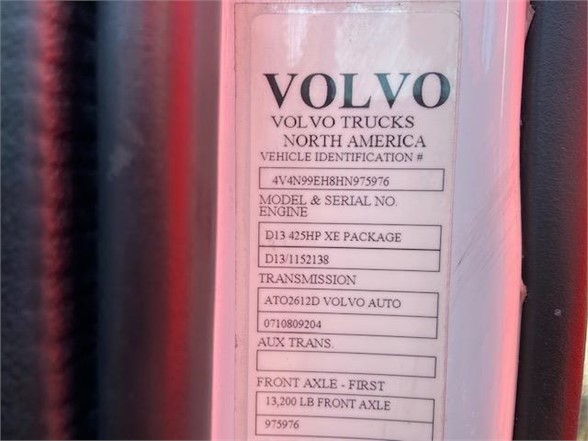 VOLVO
VOLVO TRUCKS
NORTH AMERICA
VEHICLE IDENTIFICATION #
4V4N99EH8HN975976
MODEL & SERIAL NO.
ENGINE
D13 425HP XE PACKAGE
D13/1152138
TRANSMISSION
ATO2612D VOLVO AUTO
0710809204
AUX TRANS.
FRONT AXLE - FIRST
13,200 LB FRONT AXLE
975976